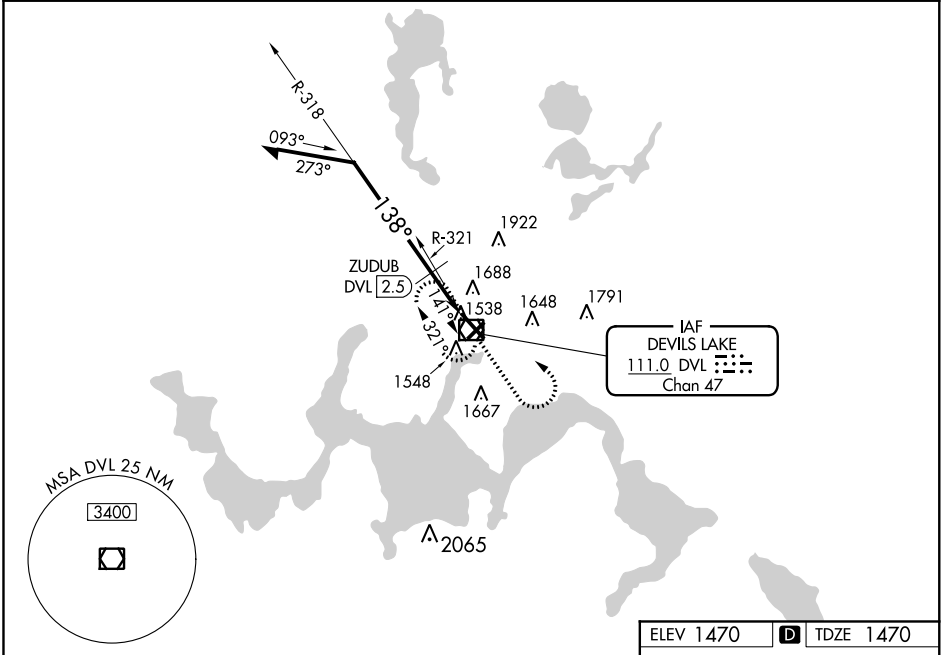 R-318
093°
273°
138°
R-321
1922
ZUDUB
DVL 2.5
1688
141°
1538
1648
1791
321°
IAF
DEVILS LAKE
111.0 DVL
Chan 47
1548
1667
MSA DVL 25 NM
3400
2065
ELEV 1470 D TDZE 1470